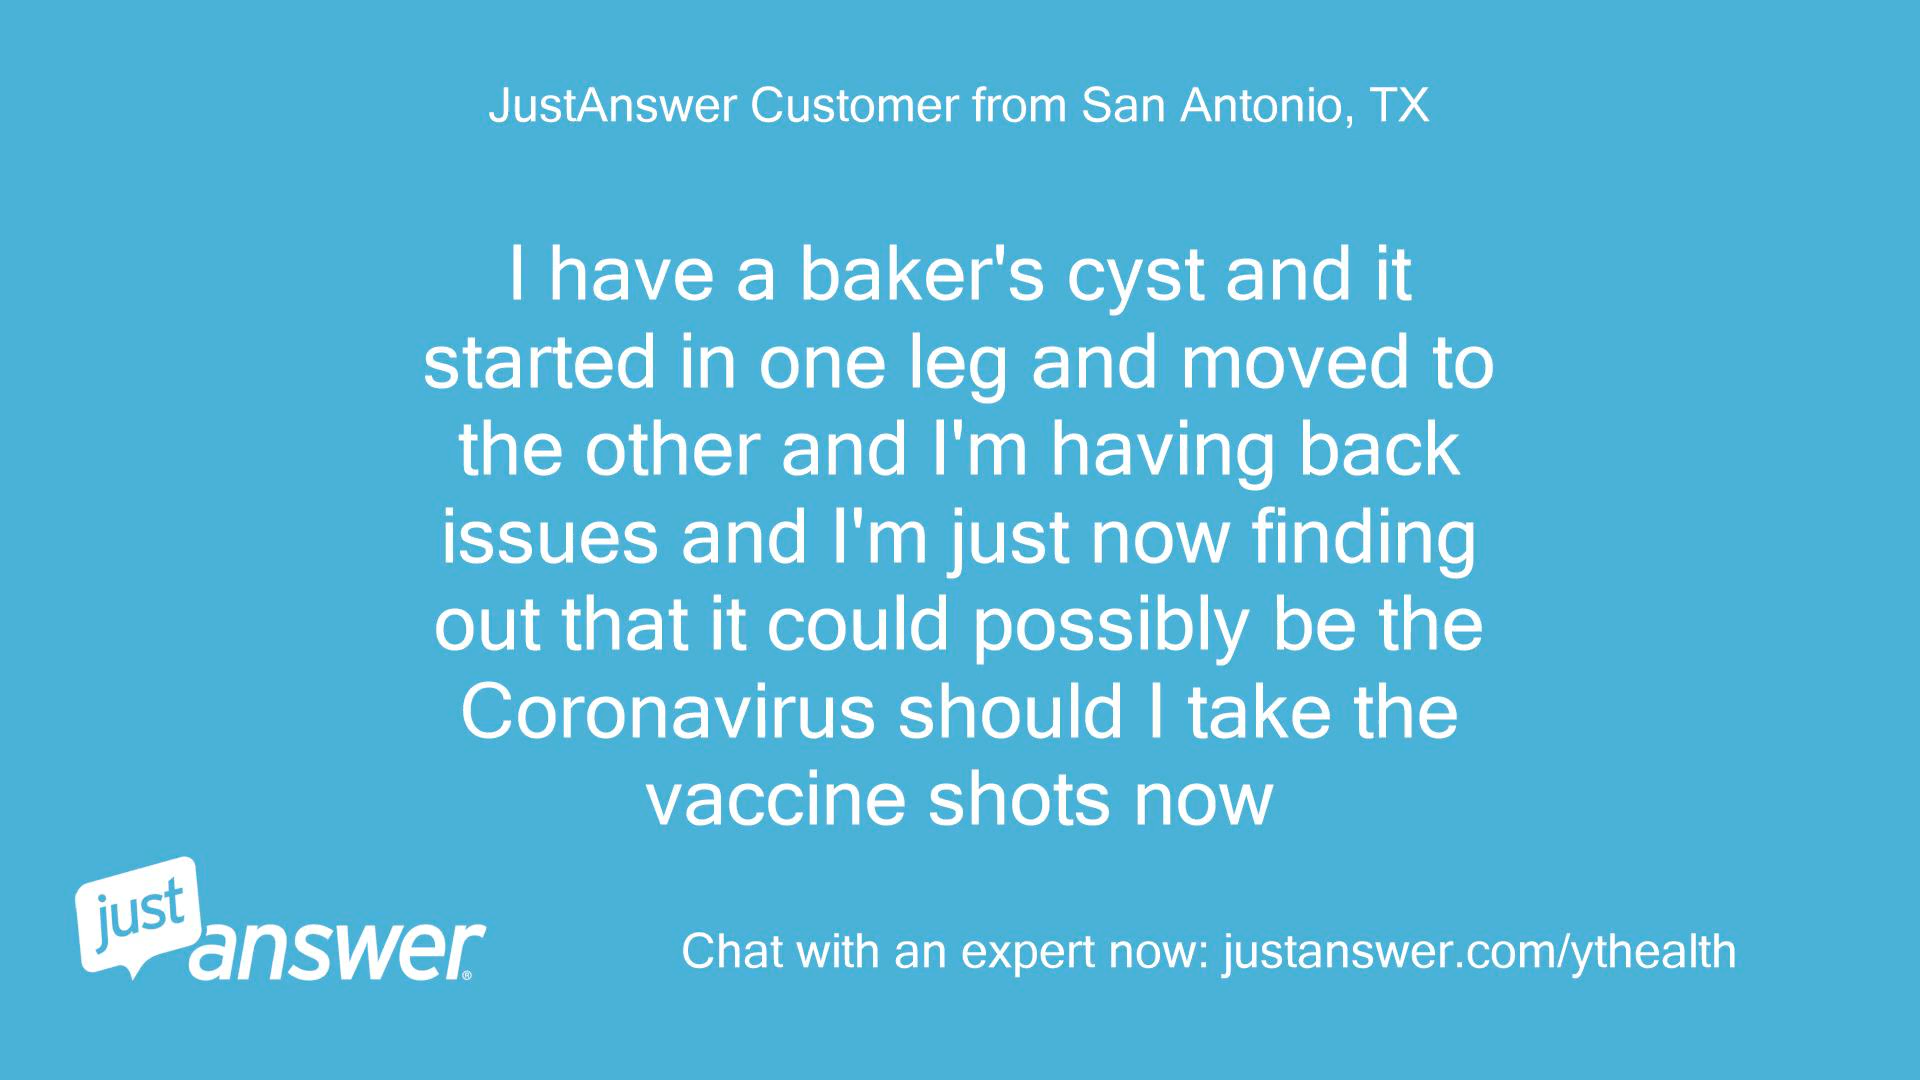 JustAnswer Customer from San Antonio, TX
I have a baker's cyst and it
started in one leg and moved to
the other and I'm having back
issues and I'm just now finding
out that it could possibly be the
Coronavirus should I take the
vaccine shots now
just
answer®
Chat with an expert now: justanswer.com/ythealth